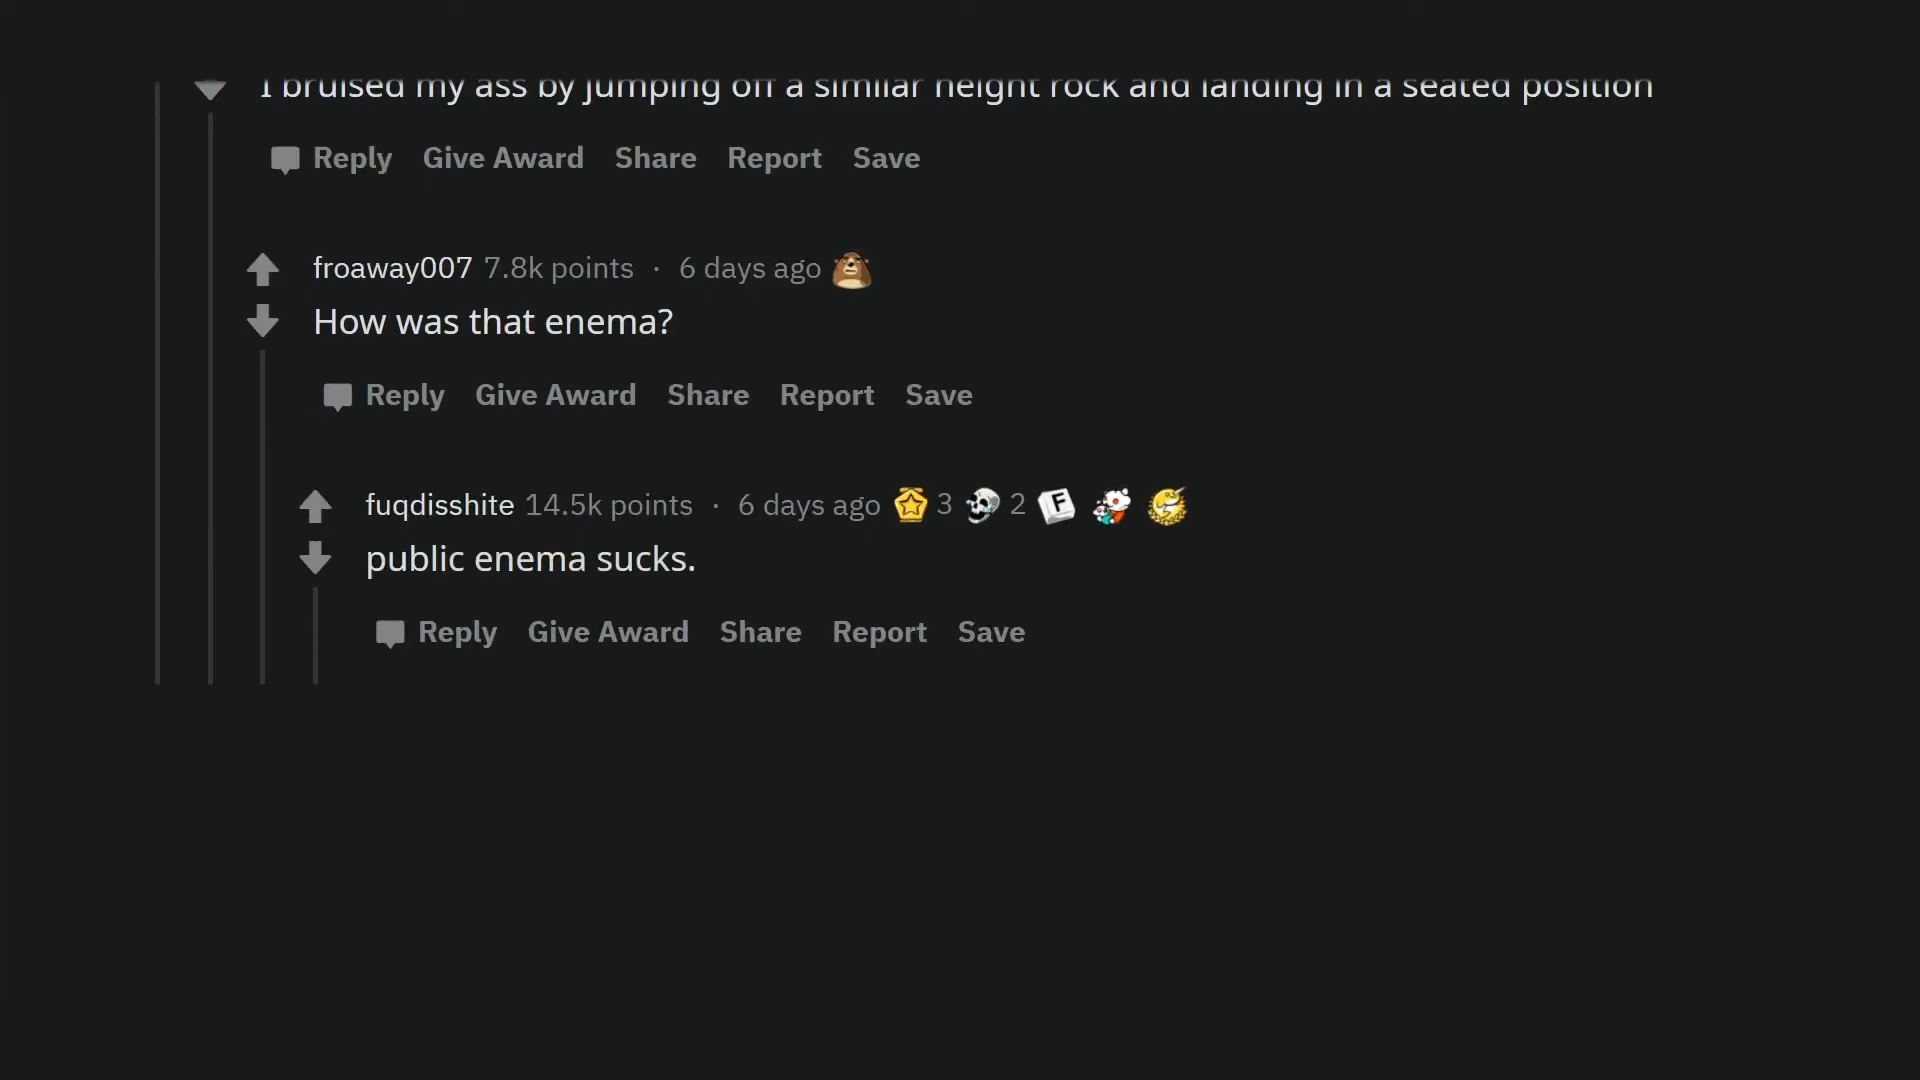 I bruised my ass by jumping off a similar height rock and landing in a seated position
Reply Give Award Share Report Save
froaway007 7.8k points · 6 days ago
How was that enema?
Reply Give Award Share Report Save
fuqdisshite 14.5k points · 6 days ago 3 2 F
public enema sucks.
Reply Give Award Share Report Save